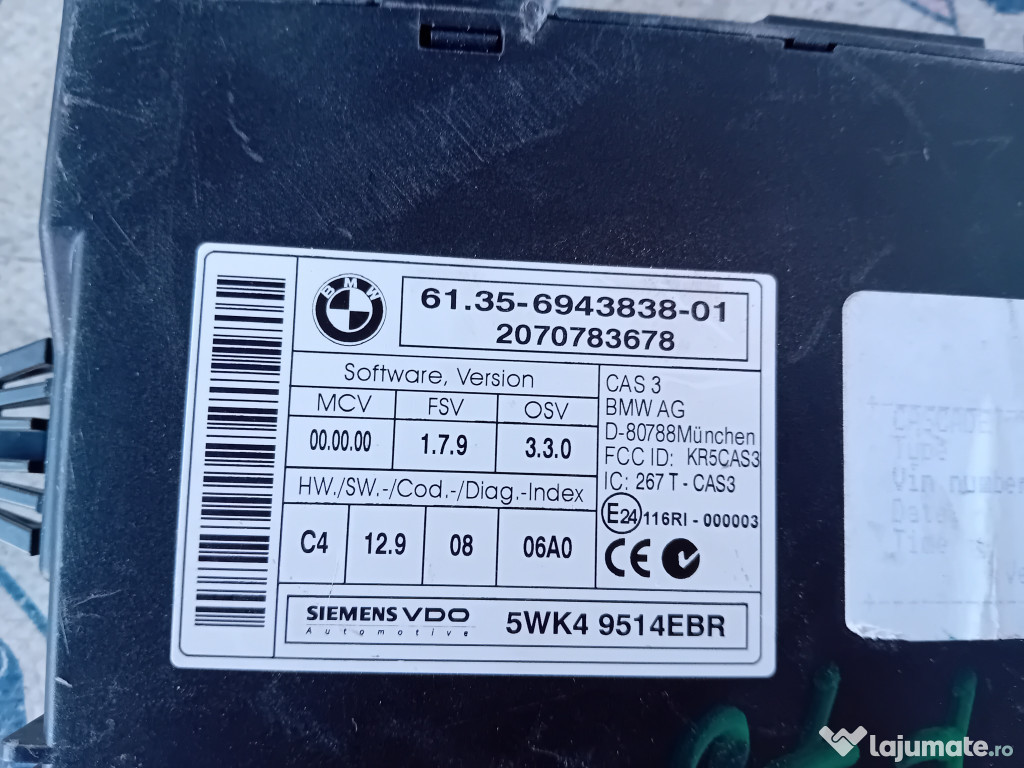 BMW
61.35-6943838-01
2070783678
Software, Version
MCV FSV OSV
00.00.00 1.7.9 3.3.0
HW./SW.-/Cod.-/Diag.-Index
C4 12.9 08 06A0
CAS 3
BMW AG
D-80788München
FCC ID: KR5CAS3
IC: 267 T - CAS3
E24 116RI - 000003
CE
SIEMENS VDO
Automotive
5WK4 9514EBR
Type
Vin number
Date
Time
lajumate.ro